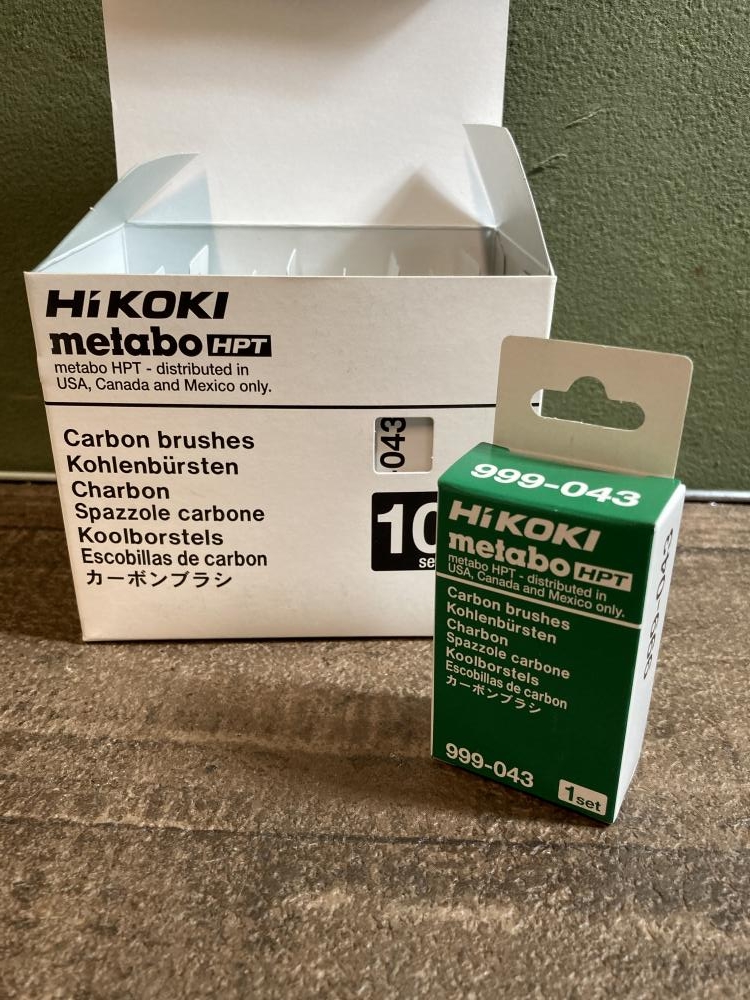 HiKOKI
metabo HPT
metabo HPT - distributed in
USA, Canada and Mexico only.
Carbon brushes
Kohlenbürsten
Charbon
Spazzole carbone
Koolborstels
Escobillas de carbon
カーボンブラシ
043
10
999-043
HiKOKI
metabo HPT
metabo HPT - distributed in
USA, Canada and Mexico only.
Carbon brushes
Kohlenbürsten
Charbon
Spazzole carbone
Koolborstels
Escobillas de carbon
カーボンブラシ
999-043
1set
999-043